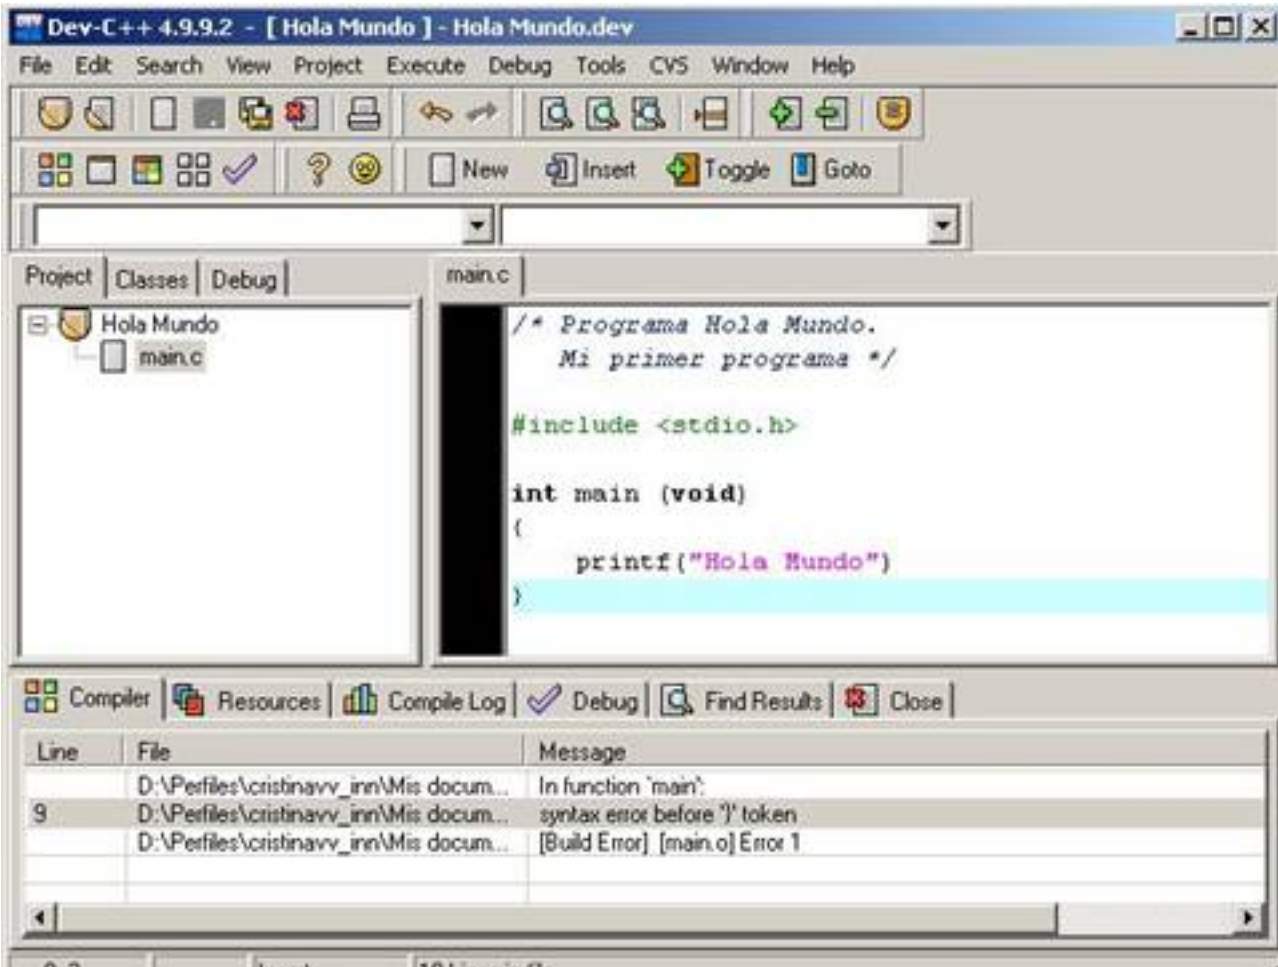 Dev-C++ 4.9.9.2 - [ Hola Mundo ] - Hola Mundo.dev
File Edit Search View Project Execute Debug Tools CVS Window Help
New Insert Toggle Goto
Project Classes Debug
Hola Mundo
main.c
main.c
/* Programa Hola Mundo.
Mi primer programa */
#include <stdio.h>
int main (void)
{
printf("Hola Mundo")
}
Compiler Resources Compile Log Debug Find Results Close
Line File Message
D:\Perfiles\cristinavv_inn\Mis docum... In function `main':
9 D:\Perfiles\cristinavv_inn\Mis docum... syntax error before '}' token
D:\Perfiles\cristinavv_inn\Mis docum... [Build Error] [main.o] Error 1